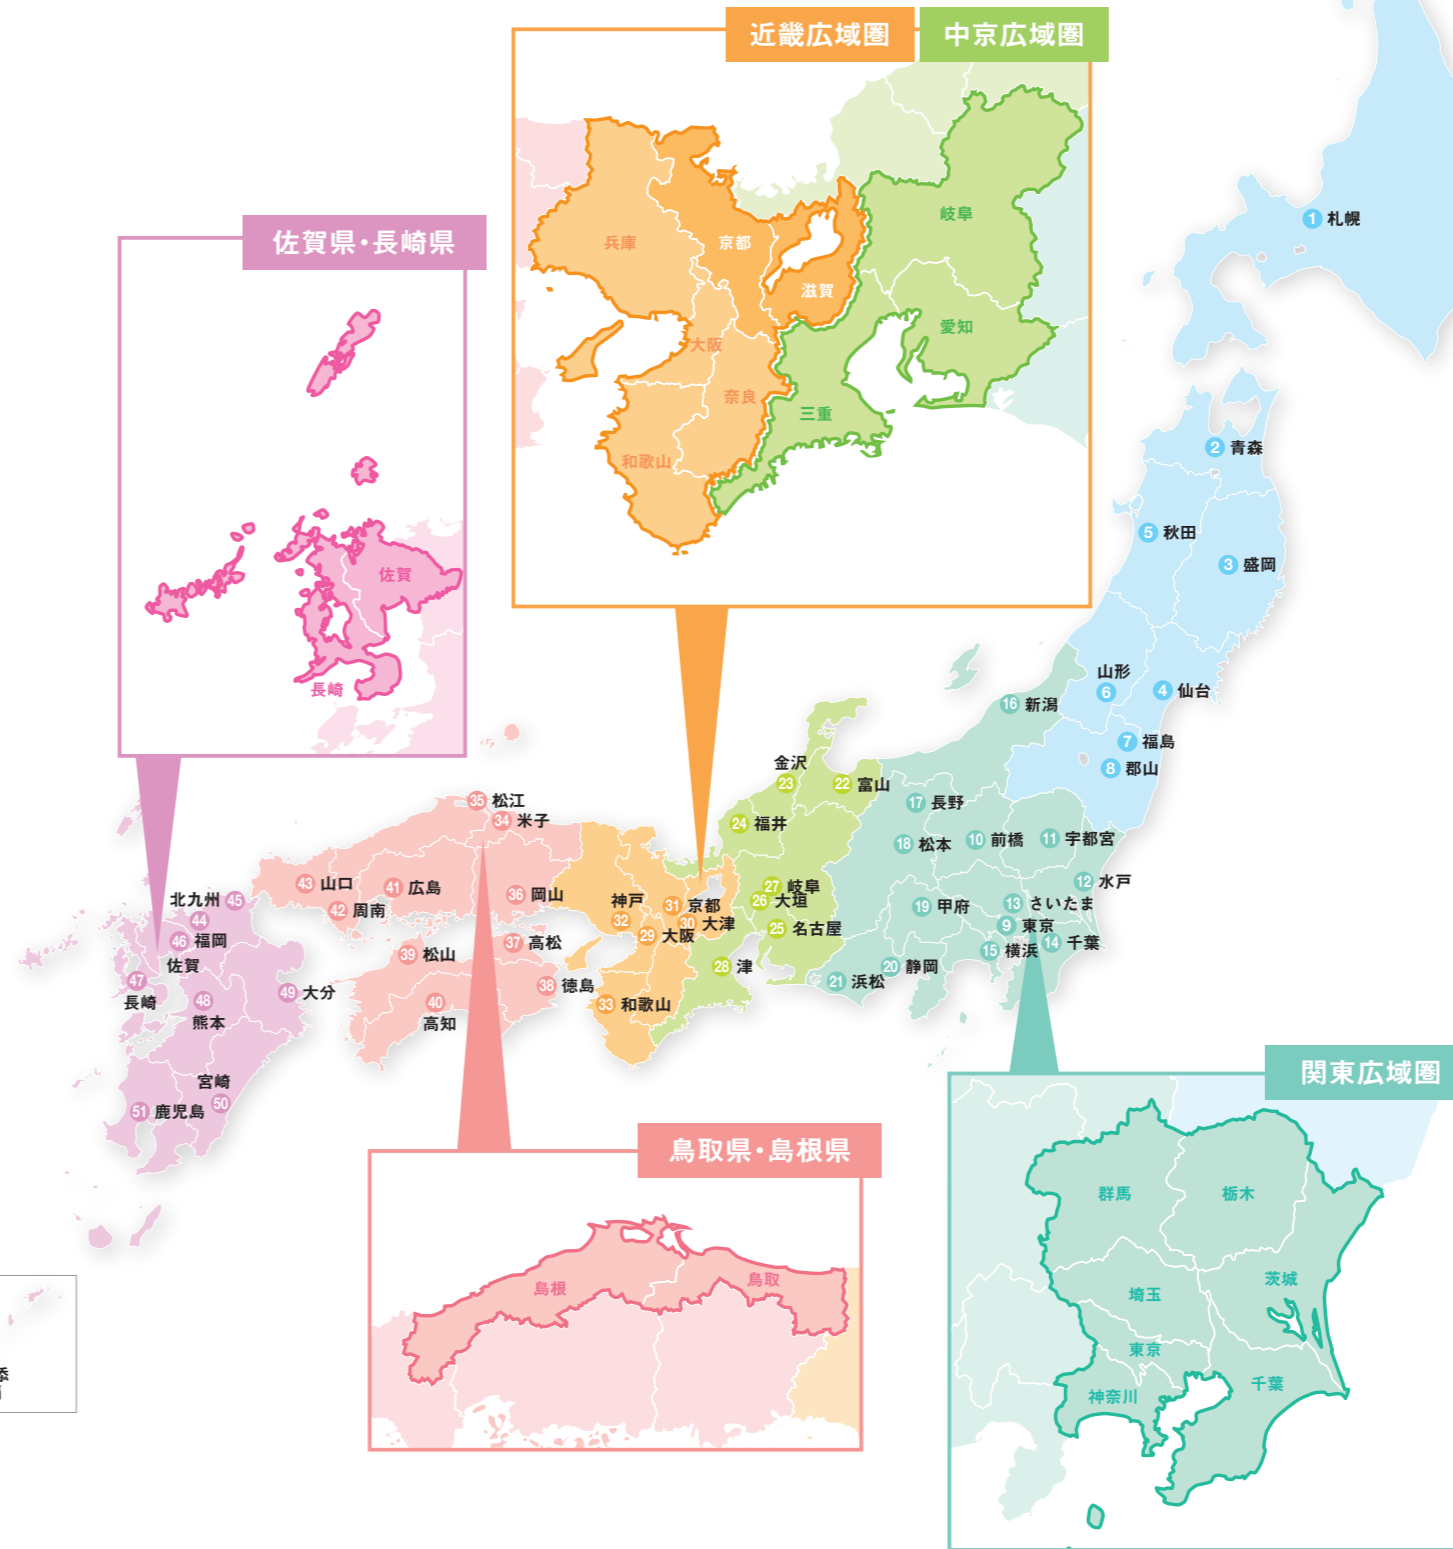 近畿広域圏
中京広域圏
兵庫
京都
滋賀
大阪
奈良
和歌山
岐阜
愛知
三重
佐賀県・長崎県
佐賀
長崎
1 札幌
2 青森
5 秋田
3 盛岡
山形
6
4 仙台
7 福島
8 郡山
16 新潟
17 長野
18 松本
10 前橋
11 宇都宮
12 水戸
19 甲府
13 さいたま
9 東京
15 横浜
14 千葉
20 静岡
21 浜松
金沢
23
22 富山
24 福井
27 岐阜
26 大垣
25 名古屋
28 津
31 京都
30 大津
神戸
32
29 大阪
33 和歌山
35 松江
34 米子
36 岡山
41 広島
43 山口
42 周南
37 高松
39 松山
38 徳島
40
高知
北九州 45
44
46 福岡
佐賀
47
長崎
48
熊本
49 大分
宮崎
50
51 鹿児島
鳥取県・島根県
島根
鳥取
関東広域圏
群馬
栃木
茨城
埼玉
東京
神奈川
千葉